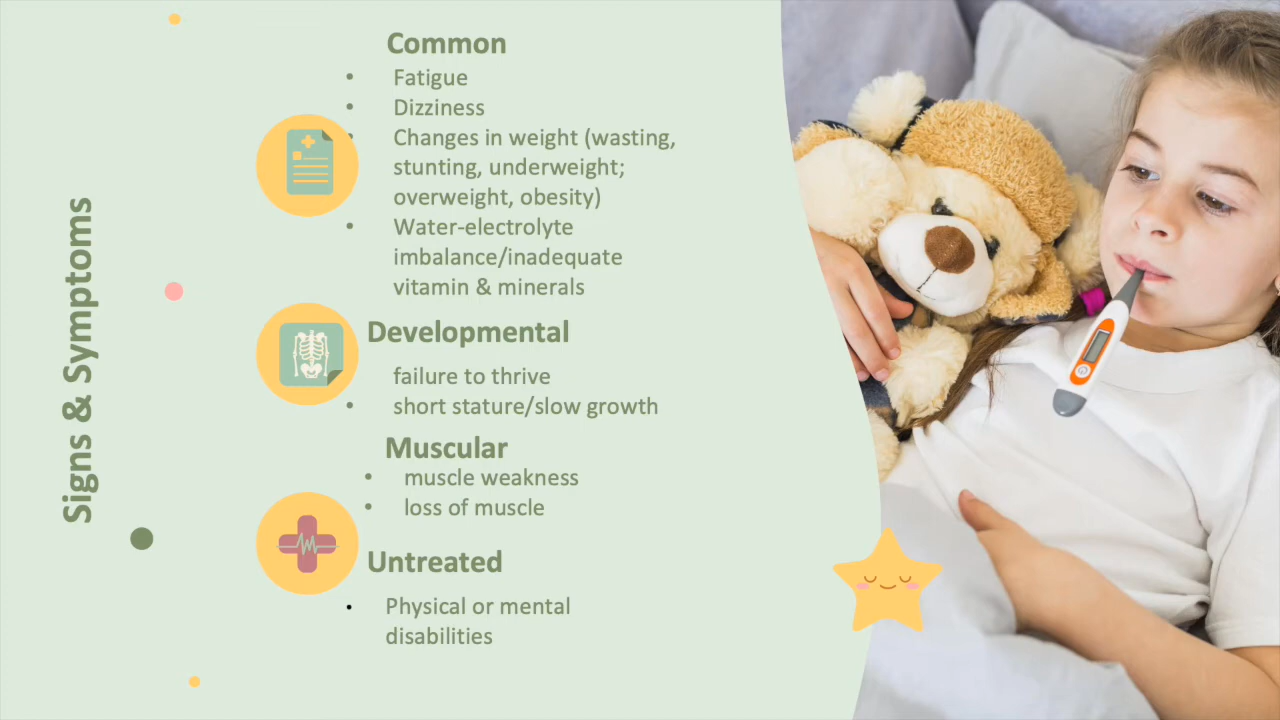 Signs & Symptoms
Common
• Fatigue
• Dizziness
• Changes in weight (wasting,
stunting, underweight;
overweight, obesity)
• Water-electrolyte
imbalance/inadequate
vitamin & minerals
Developmental
failure to thrive
• short stature/slow growth
Muscular
• muscle weakness
• loss of muscle
Untreated
• Physical or mental
disabilities